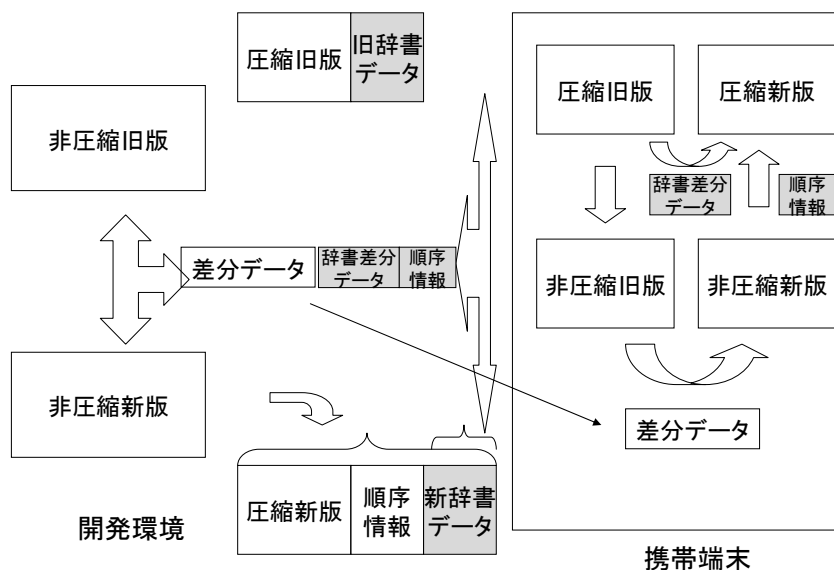 圧縮旧版
旧辞書
データ
非圧縮旧版
差分データ
辞書差分
データ
順序
情報
非圧縮新版
圧縮新版
順序
情報
新辞書
データ
開発環境
圧縮旧版
圧縮新版
辞書差分
データ
順序
情報
非圧縮旧版
非圧縮新版
差分データ
携帯端末